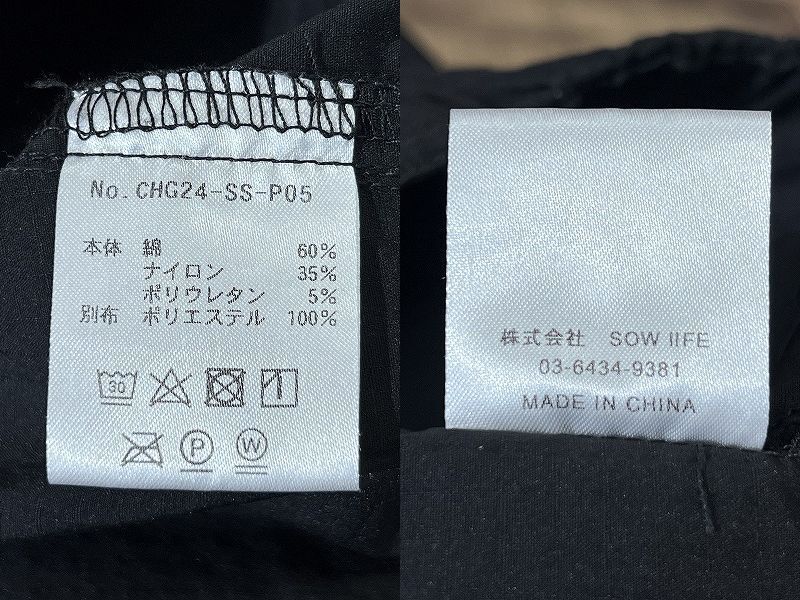 No. CHG24-SS-P05
本体 綿 60%
ナイロン 35%
ポリウレタン 5%
別布 ポリエステル 100%
30
P W
株式会社 SOW IIFE
03-6434-9381
MADE IN CHINA